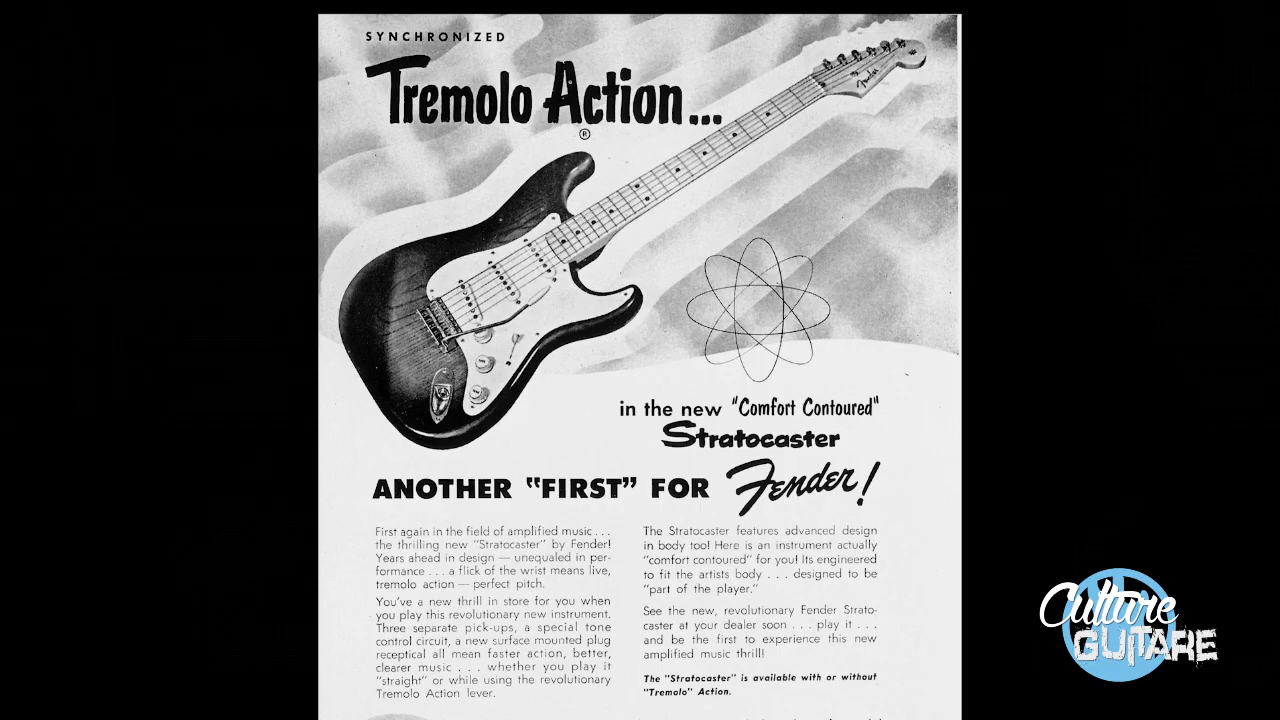 SYNCHRONIZED
Tremolo Action...
®
Fender
in the new "Comfort Contoured"
Stratocaster
ANOTHER "FIRST" FOR Fender!
First again in the field of amplified music . . .
the thrilling new "Stratocaster" by Fender!
Years ahead in design — unequaled in per-
formance . . . a flick of the wrist means live,
tremolo action — perfect pitch.
You've a new thrill in store for you when
you play this revolutionary new instrument.
Three separate pick-ups, a special tone
control circuit, a new surface mounted plug
receptical all mean faster action, better,
clearer music . . . whether you play it
"straight" or while using the revolutionary
Tremolo Action lever.
The Stratocaster features advanced design
in body too! Here is an instrument actually
"comfort contoured" for you! Its engineered
to fit the artists body . . . designed to be
"part of the player."
See the new, revolutionary Fender Strato-
caster at your dealer soon . . . play it . . .
and be the first to experience this new
amplified music thrill!
The "Stratocaster" is available with or without
"Tremolo" Action.
Culture
GUITARE